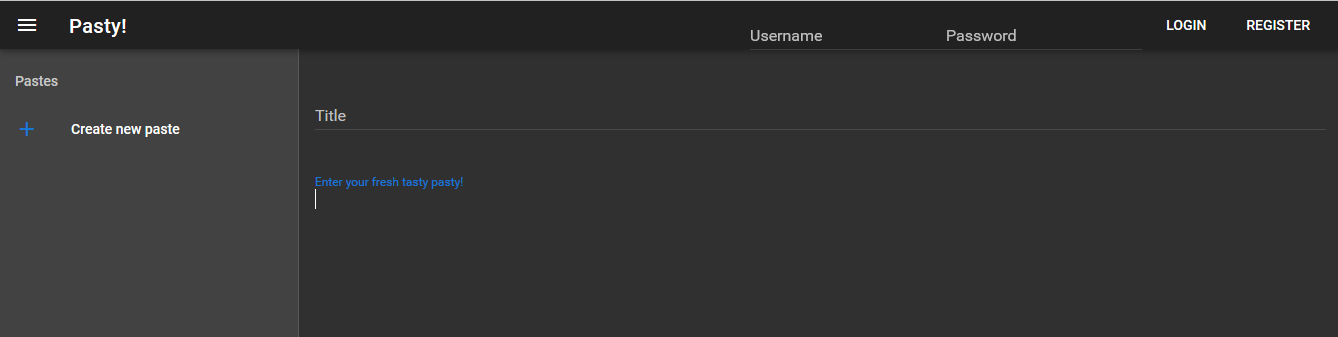 Pasty!
Username Password LOGIN REGISTER
Pastes
Create new paste
Title
Enter your fresh tasty pasty!